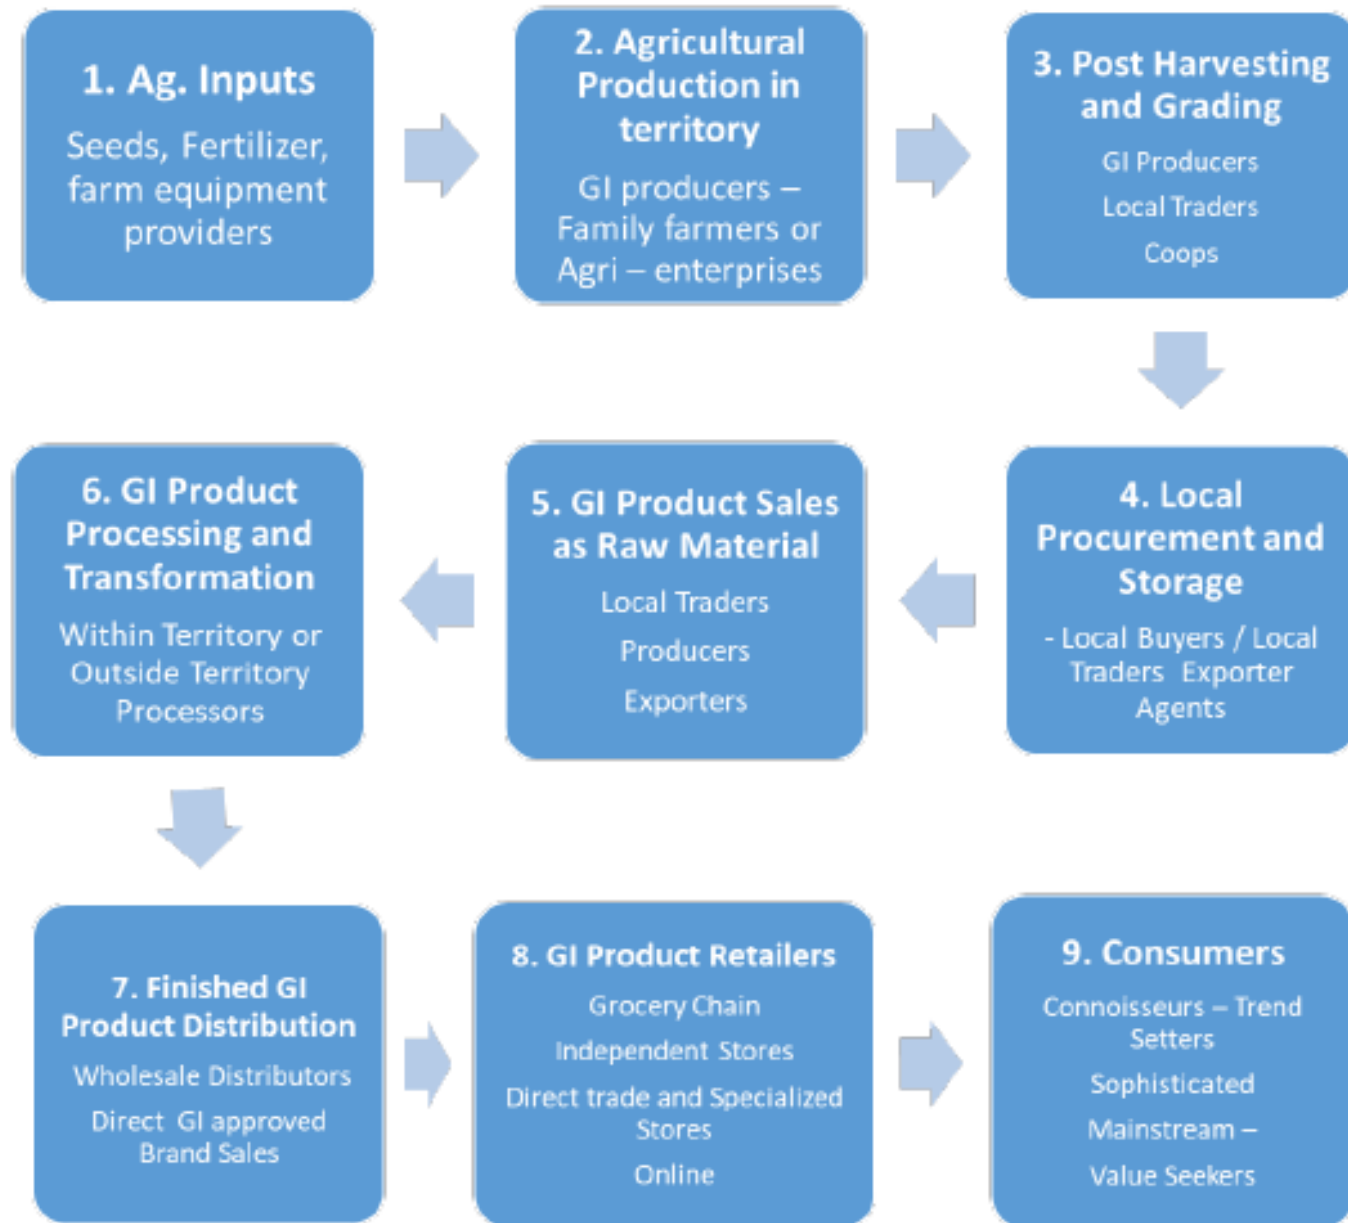 1. Ag. Inputs
Seeds, Fertilizer,
farm equipment
providers
2. Agricultural
Production in
territory
GI producers –
Family farmers or
Agri – enterprises
3. Post Harvesting
and Grading
GI Producers
Local Traders
Coops
4. Local
Procurement and
Storage
- Local Buyers / Local
Traders Exporter
Agents
5. GI Product Sales
as Raw Material
Local Traders
Producers
Exporters
6. GI Product
Processing and
Transformation
Within Territory or
Outside Territory
Processors
7. Finished GI
Product Distribution
Wholesale Distributors
Direct GI approved
Brand Sales
8. GI Product Retailers
Grocery Chain
Independent Stores
Direct trade and Specialized
Stores
Online
9. Consumers
Connoisseurs – Trend
Setters
Sophisticated
Mainstream –
Value Seekers